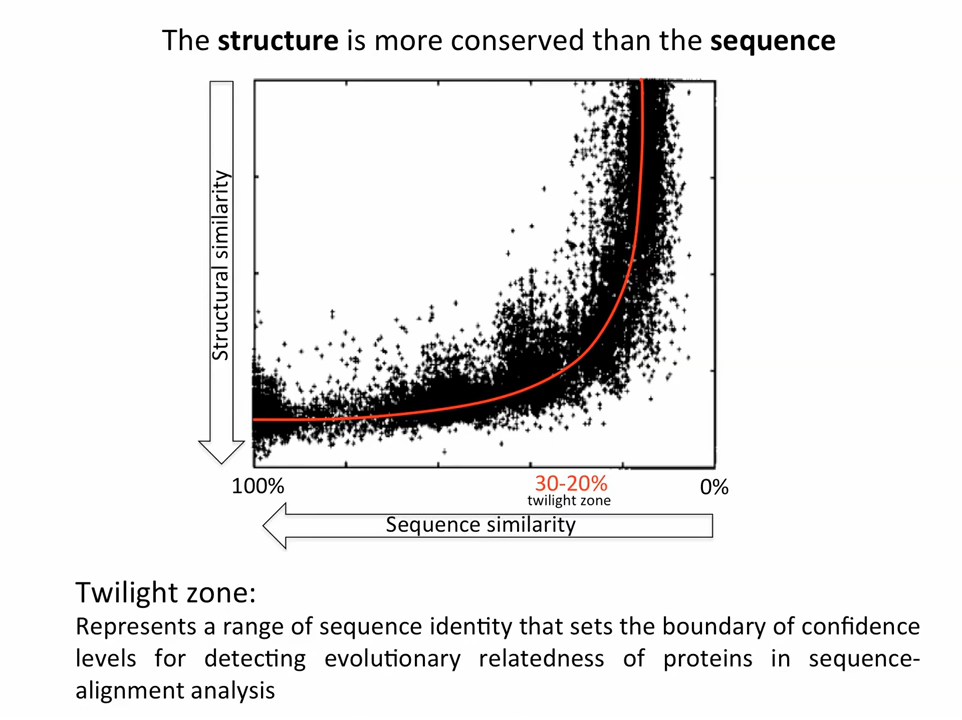 The structure is more conserved than the sequence
Structural similarity
100%
30-20%
twilight zone
0%
Sequence similarity
Twilight zone:
Represents a range of sequence identity that sets the boundary of confidence
levels for detecting evolutionary relatedness of proteins in sequence-
alignment analysis